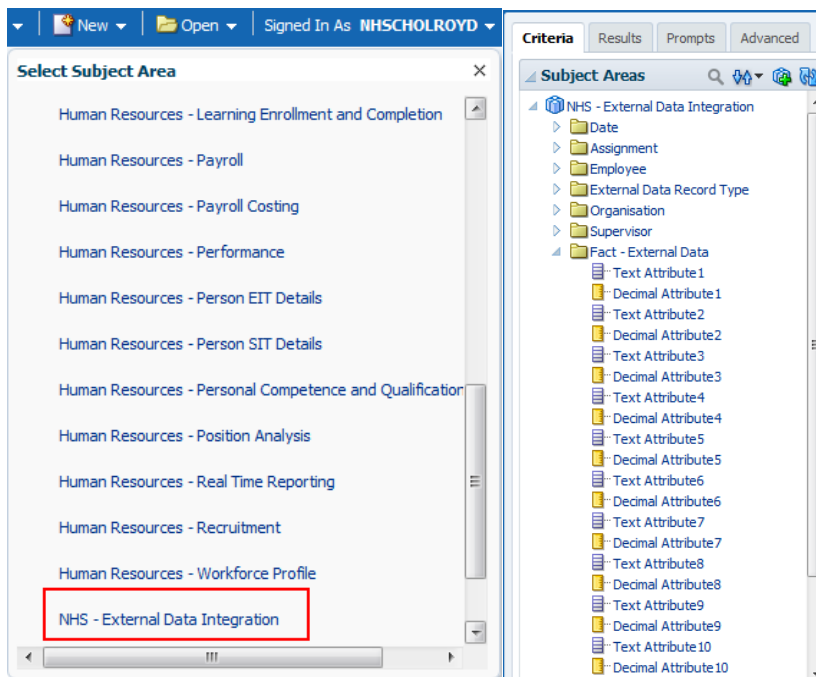 New Open Signed In As NHSCHOLROYD
Select Subject Area
Human Resources - Learning Enrollment and Completion
Human Resources - Payroll
Human Resources - Payroll Costing
Human Resources - Performance
Human Resources - Person EIT Details
Human Resources - Person SIT Details
Human Resources - Personal Competence and Qualification
Human Resources - Position Analysis
Human Resources - Real Time Reporting
Human Resources - Recruitment
Human Resources - Workforce Profile
NHS - External Data Integration
Criteria Results Prompts Advanced
Subject Areas
NHS - External Data Integration
Date
Assignment
Employee
External Data Record Type
Organisation
Supervisor
Fact - External Data
Text Attribute1
Decimal Attribute1
Text Attribute2
Decimal Attribute2
Text Attribute3
Decimal Attribute3
Text Attribute4
Decimal Attribute4
Text Attribute5
Decimal Attribute5
Text Attribute6
Decimal Attribute6
Text Attribute7
Decimal Attribute7
Text Attribute8
Decimal Attribute8
Text Attribute9
Decimal Attribute9
Text Attribute10
Decimal Attribute10